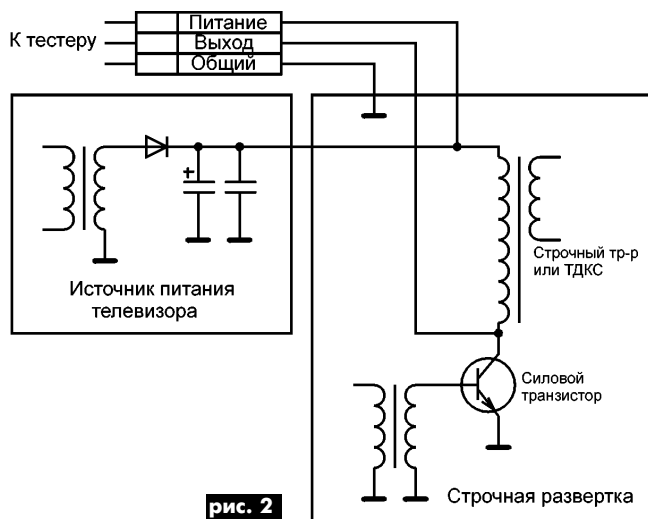 К тестеру
Питание
Выход
Общий
+
Источник питания
телевизора
Строчный тр-р
или ТДКС
Силовой
транзистор
Строчная развертка
рис. 2